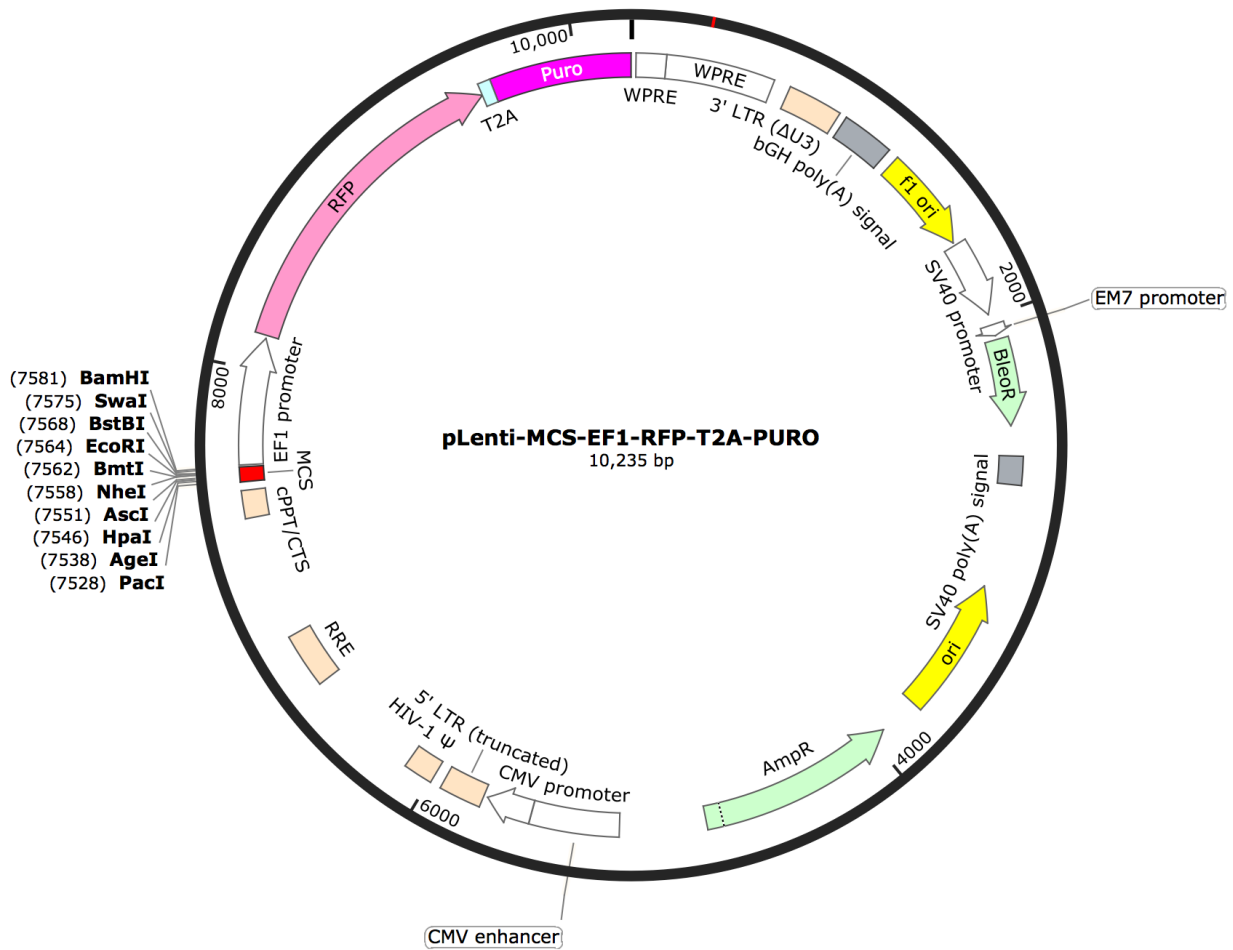 10,000
Puro
T2A
WPRE
WPRE
3' LTR (ΔU3)
bGH poly(A) signal
f1 ori
SV40 promoter
2000
EM7 promoter
BleoR
SV40 poly(A) signal
ori
4000
AmpR
CMV promoter
CMV enhancer
5' LTR (truncated)
HIV-1 ψ
6000
RRE
cPPT/CTS
MCS
EF1 promoter
8000
RFP
(7581) BamHI
(7575) SwaI
(7568) BstBI
(7564) EcoRI
(7562) BmtI
(7558) NheI
(7551) AscI
(7546) HpaI
(7538) AgeI
(7528) PacI
pLenti-MCS-EF1-RFP-T2A-PURO
10,235 bp